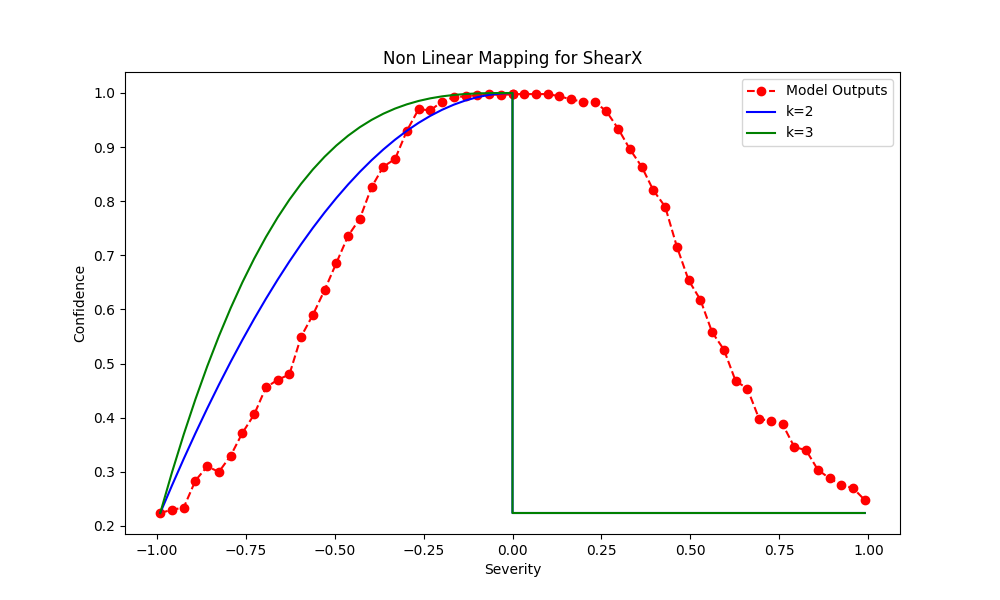 Non Linear Mapping for ShearX
Model Outputs
k=2
k=3
1.0
0.9
0.8
0.7
0.6
0.5
0.4
0.3
0.2
Confidence
−1.00 −0.75 −0.50 −0.25 0.00 0.25 0.50 0.75 1.00
Severity